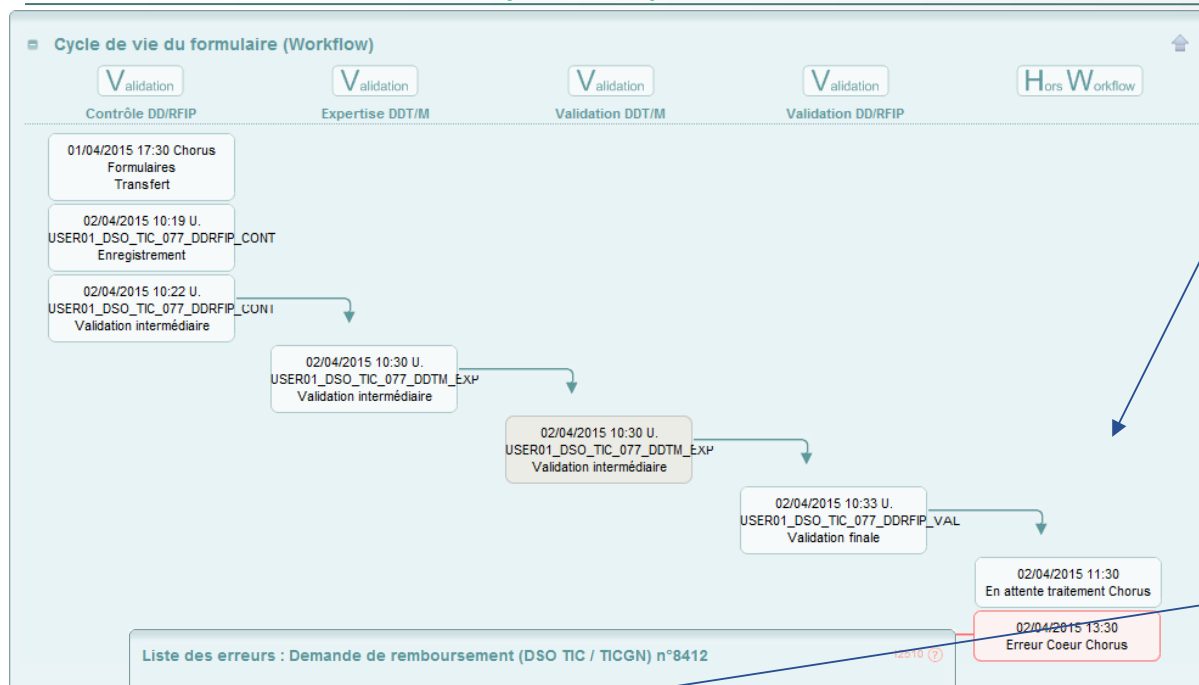 Cycle de vie du formulaire (Workflow)
Validation Validation Validation Validation Hors Workflow
Contrôle DD/RFIP Expertise DDT/M Validation DDT/M Validation DD/RFIP
01/04/2015 17:30 Chorus
Formulaires
Transfert
02/04/2015 10:19 U.
USER01_DSO_TIC_077_DDRFIP_CONT
Enregistrement
02/04/2015 10:22 U.
USER01_DSO_TIC_077_DDRFIP_CONT
Validation intermédiaire
02/04/2015 10:30 U.
USER01_DSO_TIC_077_DDTM_EXP
Validation intermédiaire
02/04/2015 10:30 U.
USER01_DSO_TIC_077_DDTM_EXP
Validation intermédiaire
02/04/2015 10:33 U.
USER01_DSO_TIC_077_DDRFIP_VAL
Validation finale
02/04/2015 11:30
En attente traitement Chorus
02/04/2015 13:30
Erreur Coeur Chorus
Liste des erreurs : Demande de remboursement (DSO TIC / TICGN) n°8412